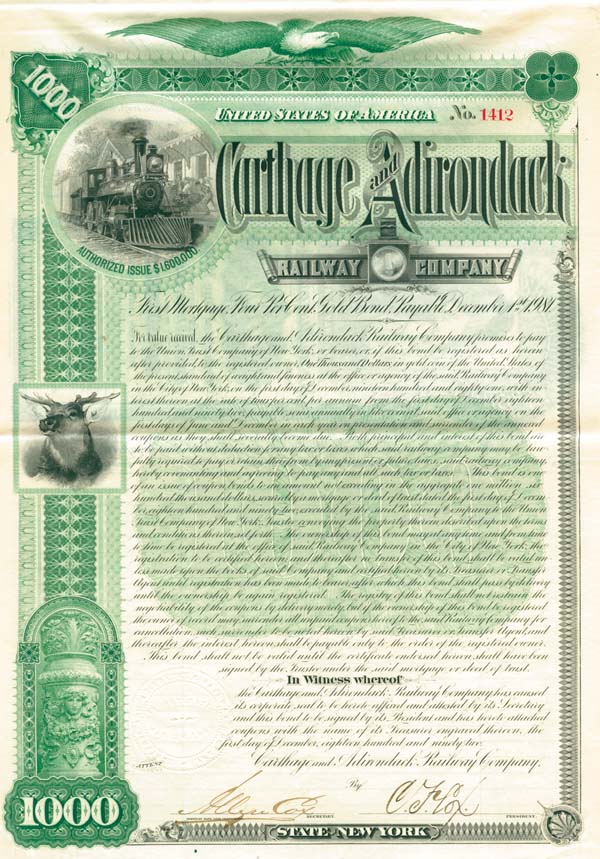 1000
UNITED STATES OF AMERICA No. 1412
Carthage and Adirondack
AUTHORIZED ISSUE $1,600,000
RAILWAY COMPANY
First Mortgage Four Per Cent. Gold Bond, Payable December 1st 1981
For value received, the Carthage and Adirondack Railway Company promises to pay
to the Union Trust Company of New York, or bearer, or if this bond be registered as herein
after provided, to the registered owner, One Thousand Dollars, in gold coin of the United States of
the present standard of weight and fineness at the office or agency of the said Railway Company
in the City of New York, on the first day of December, nineteen hundred and eighty one, with in-
terest thereon at the rate of four per cent. per annum from the first day of December eighteen
hundred and ninety two, payable semi annually in like coin at said office or agency on the
first days of June and December in each year on presentation and surrender of the annexed
coupons as they shall severally become due. Both principal and interest of this bond are
to be paid without deduction for any tax or taxes which said railway company may be law-
fully required to pay or retain therefrom by any present or future law, said railway company
hereby covenanting and agreeing to pay any and all such tax or taxes. This bond is one
of an issue of coupon bonds to an amount not exceeding in the aggregate one million six
hundred thousand dollars, secured by a mortgage or deed of trust dated the first day of Decem-
ber, eighteen hundred and ninety two, executed by the said Railway Company to the Union
Trust Company of New York, Trustee, conveying the property therein described upon the terms
and conditions therein set forth. The ownership of this bond may at any time and from time
to time be registered at the office of said Railway Company in the City of New York, the
registration to be certified hereon; and thereafter no transfer of this bond shall be valid un-
less made upon the books of said Company and certified hereon by its Treasurer or Transfer
Agent until registration has been made to bearer, after which this bond shall pass by delivery
until the ownership be again registered. The registry of this bond shall not restrain the
negotiability of the coupons by delivery merely, but if the ownership of this bond be registered
the owner may surrender all unpaid coupons thereto to the said Railway Company for
cancellation, such surrender to be noted hereon by said Treasurer or Transfer Agent, and
thereafter the interest hereon shall be payable only to the order of the registered owner.
This bond shall not be valid until the certificate endorsed hereon shall have been
signed by the Trustee under the said mortgage or deed of trust.
In Witness whereof
the Carthage and Adirondack Railway Company has caused
its corporate seal to be hereto affixed and attested by its Secretary
and this bond to be signed by its President and has hereto attached
coupons with the name of its Treasurer engraved thereon, the
first day of December, eighteen hundred and ninety two.
Carthage and Adirondack Railway Company,
ATTEST
By
SECRETARY.
PRESIDENT.
1000
STATE OF NEW YORK